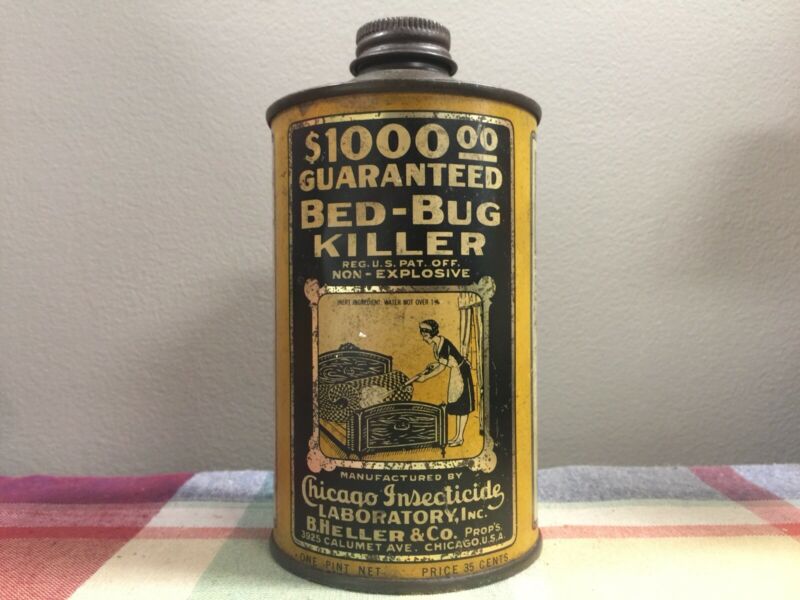 $1000 00
GUARANTEED
BED-BUG
KILLER
REG. U.S. PAT. OFF.
NON-EXPLOSIVE
INERT INGREDIENT: WATER NOT OVER 1%
MANUFACTURED BY
Chicago Insecticide
LABORATORY, INC.
B. HELLER & CO. PROP'S.
3925 CALUMET AVE. CHICAGO. U.S.A.
ONE PINT NET PRICE 35 CENTS